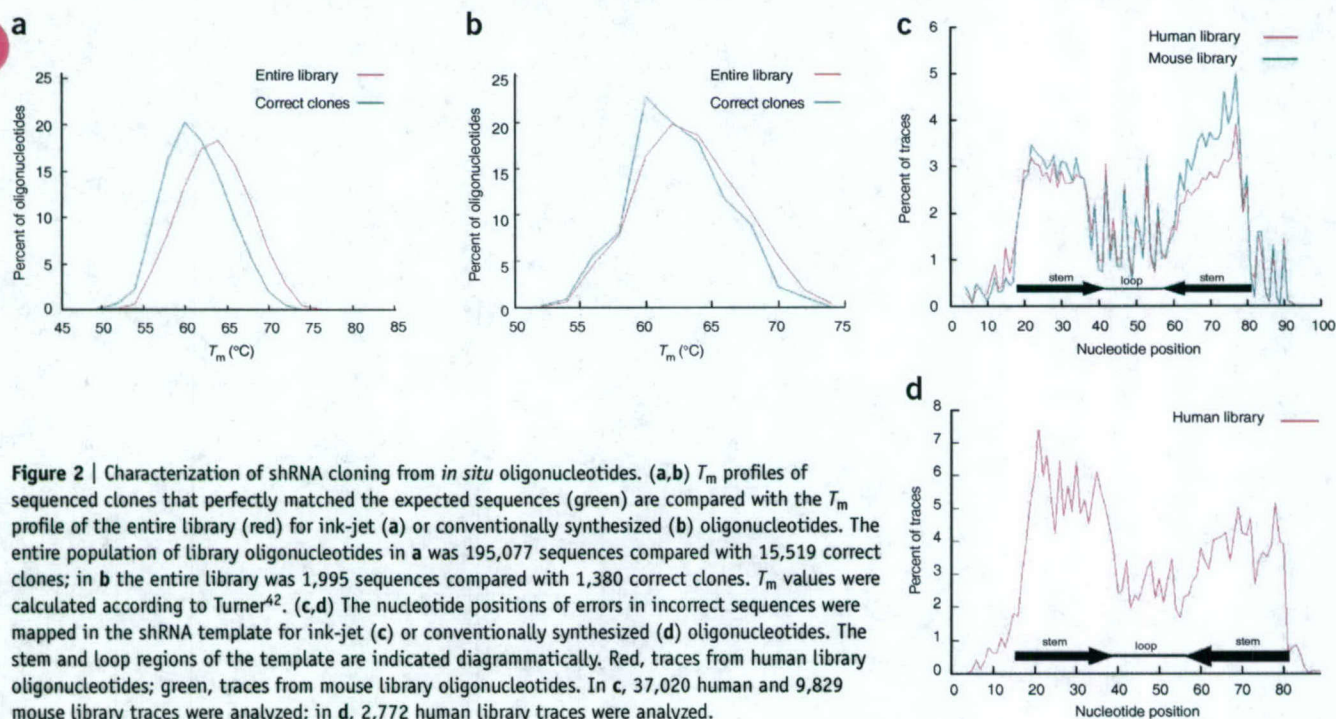 a
25
20
15
10
5
0
Percent of oligonucleotides
Entire library
Correct clones
45 50 55 60 65 70 75 80 85
Tm (°C)
b
25
20
15
10
5
0
Percent of oligonucleotides
Entire library
Correct clones
50 55 60 65 70 75
Tm (°C)
c
6
5
4
3
2
1
0
Percent of traces
Human library
Mouse library
stem loop stem
0 10 20 30 40 50 60 70 80 90 100
Nucleotide position
d
8
7
6
5
4
3
2
1
0
Percent of traces
Human library
stem loop stem
0 10 20 30 40 50 60 70 80
Nucleotide position
Figure 2 | Characterization of shRNA cloning from in situ oligonucleotides. (a,b) Tm profiles of
sequenced clones that perfectly matched the expected sequences (green) are compared with the Tm
profile of the entire library (red) for ink-jet (a) or conventionally synthesized (b) oligonucleotides. The
entire population of library oligonucleotides in a was 195,077 sequences compared with 15,519 correct
clones; in b the entire library was 1,995 sequences compared with 1,380 correct clones. Tm values were
calculated according to Turner42. (c,d) The nucleotide positions of errors in incorrect sequences were
mapped in the shRNA template for ink-jet (c) or conventionally synthesized (d) oligonucleotides. The
stem and loop regions of the template are indicated diagrammatically. Red, traces from human library
oligonucleotides; green, traces from mouse library oligonucleotides. In c, 37,020 human and 9,829
mouse library traces were analyzed; in d, 2,772 human library traces were analyzed.